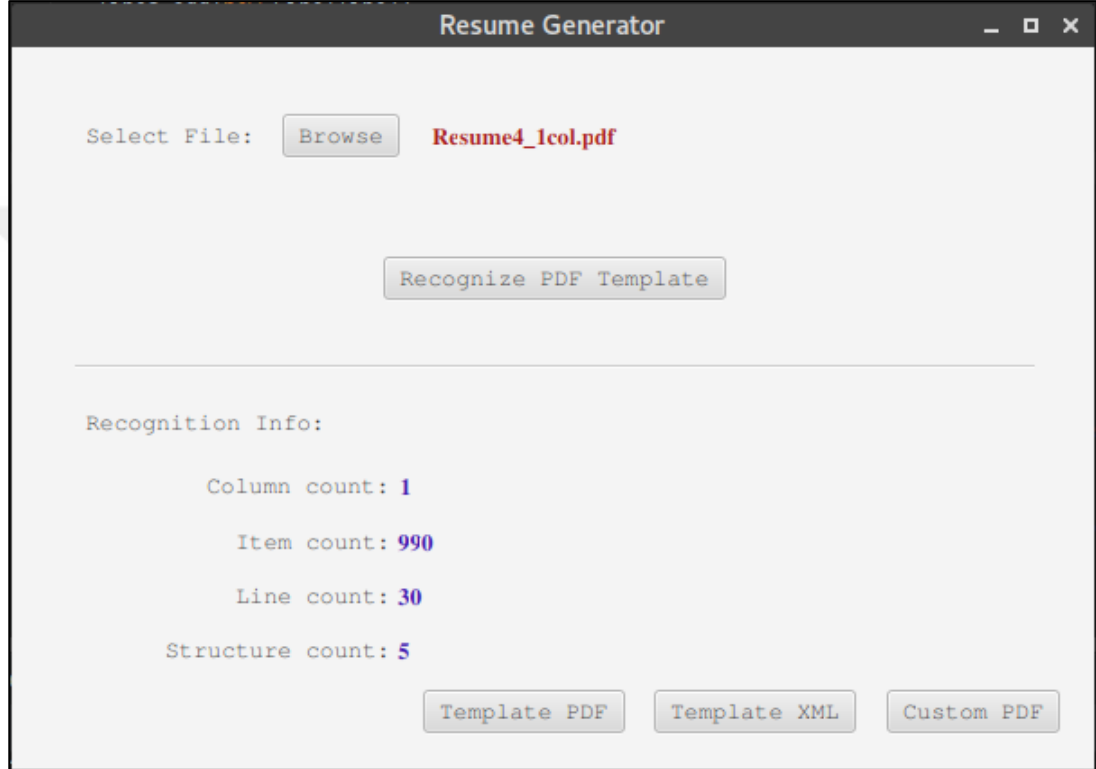 Resume Generator
Select File: Browse Resume4_1col.pdf
Recognize PDF Template
Recognition Info:
Column count: 1
Item count: 990
Line count: 30
Structure count: 5
Template PDF Template XML Custom PDF